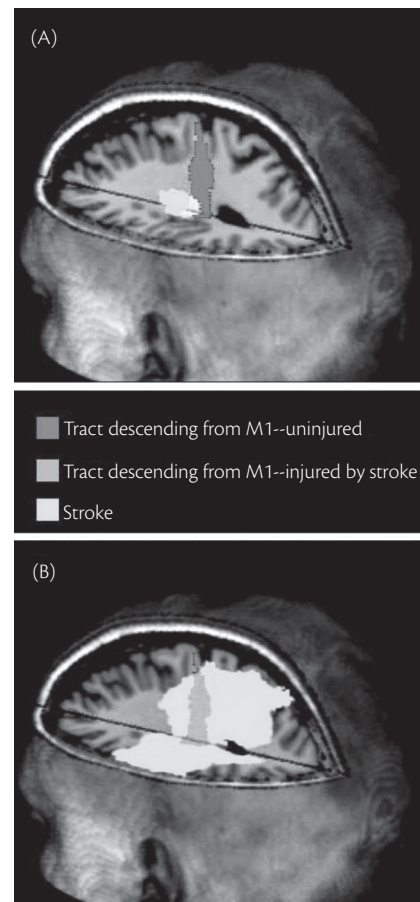 (A)
Tract descending from M1--uninjured
Tract descending from M1--injured by stroke
Stroke
(B)